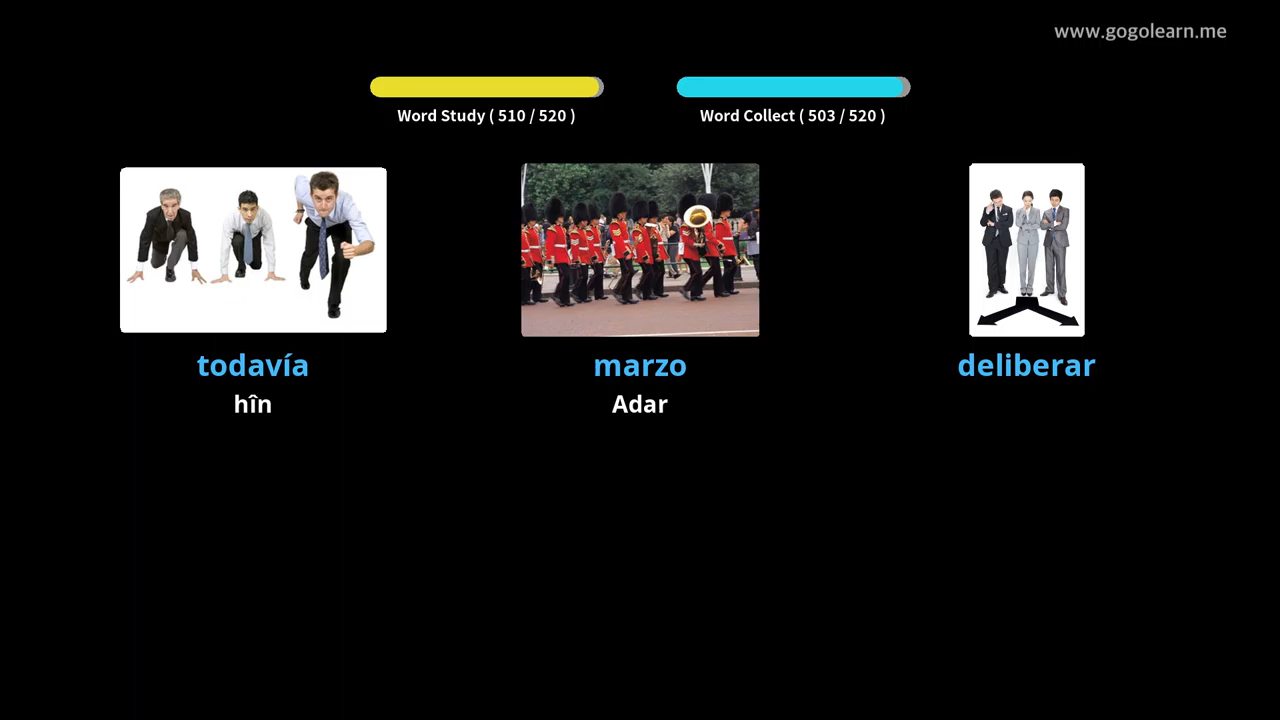 www.gogolearn.me
Word Study ( 510 / 520 )
Word Collect ( 503 / 520 )
todavía
hîn
marzo
Adar
deliberar